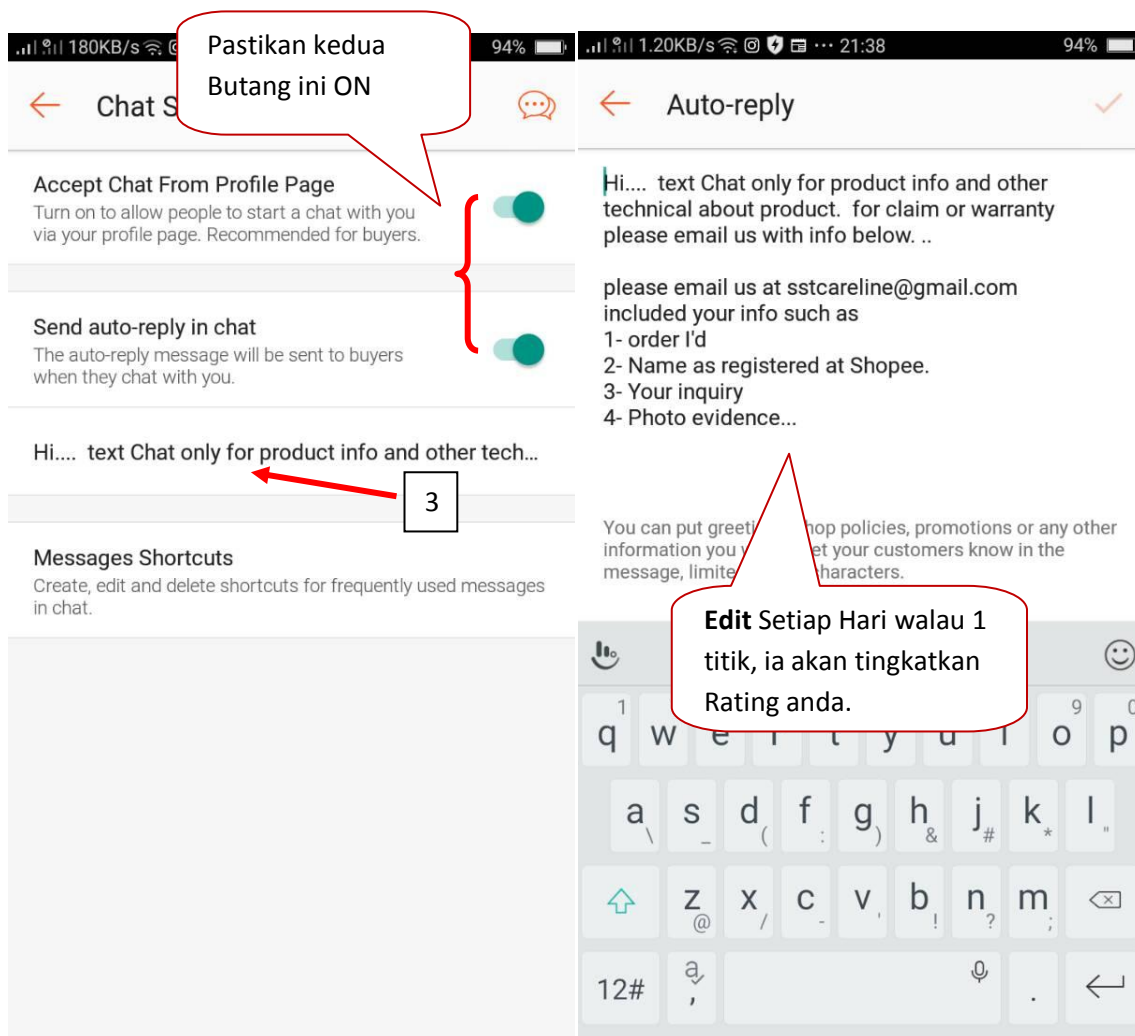 180KB/s
94%
Pastikan kedua
Butang ini ON
Chat S
Accept Chat From Profile Page
Turn on to allow people to start a chat with you
via your profile page. Recommended for buyers.
Send auto-reply in chat
The auto-reply message will be sent to buyers
when they chat with you.
Hi.... text Chat only for product info and other tech...
3
Messages Shortcuts
Create, edit and delete shortcuts for frequently used messages
in chat.
1.20KB/s ... 21:38 94%
Auto-reply
Hi.... text Chat only for product info and other
technical about product. for claim or warranty
please email us with info below. ..
please email us at sstcareline@gmail.com
included your info such as
1- order I'd
2- Name as registered at Shopee.
3- Your inquiry
4- Photo evidence...
You can put greeti hop policies, promotions or any other
information you et your customers know in the
message, limite haracters.
Edit Setiap Hari walau 1
titik, ia akan tingkatkan
Rating anda.
1 9 0
q w e r t y u i o p
a \ s _ d ( f : g ) h & j # k * l "
z @ x / c - v ' b ! n ? m ;
12# a , .